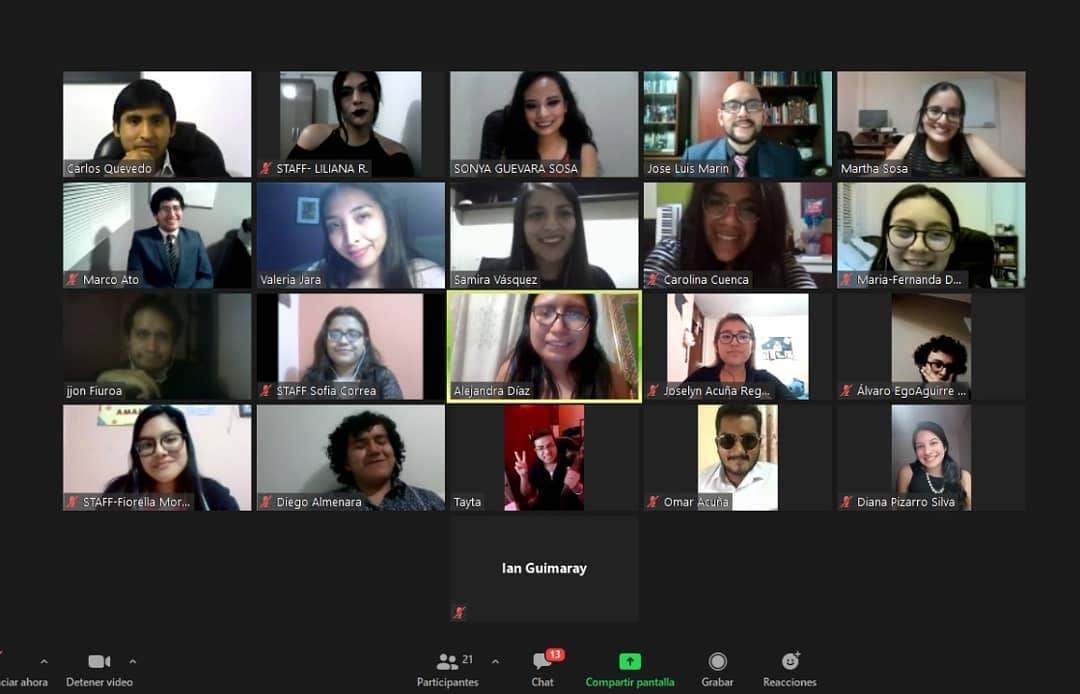 Carlos Quevedo
STAFF- LILIANA R.
SONYA GUEVARA SOSA
Jose Luis Marin
Martha Sosa
Marco Ato
Valeria Jara
Samira Vásquez
Carolina Cuenca
Maria-Fernanda D...
jjon Fiuroa
STAFF Sofia Correa
Alejandra Díaz
Joselyn Acuña Reg...
Álvaro EgoAguirre ...
STAFF-Fiorella Mor...
Diego Almenara
Tayta
Omar Acuña
Diana Pizarro Silva
Ian Guimaray
21
13
ciar ahora
Detener video
Participantes
Chat
Compartir pantalla
Grabar
Reacciones